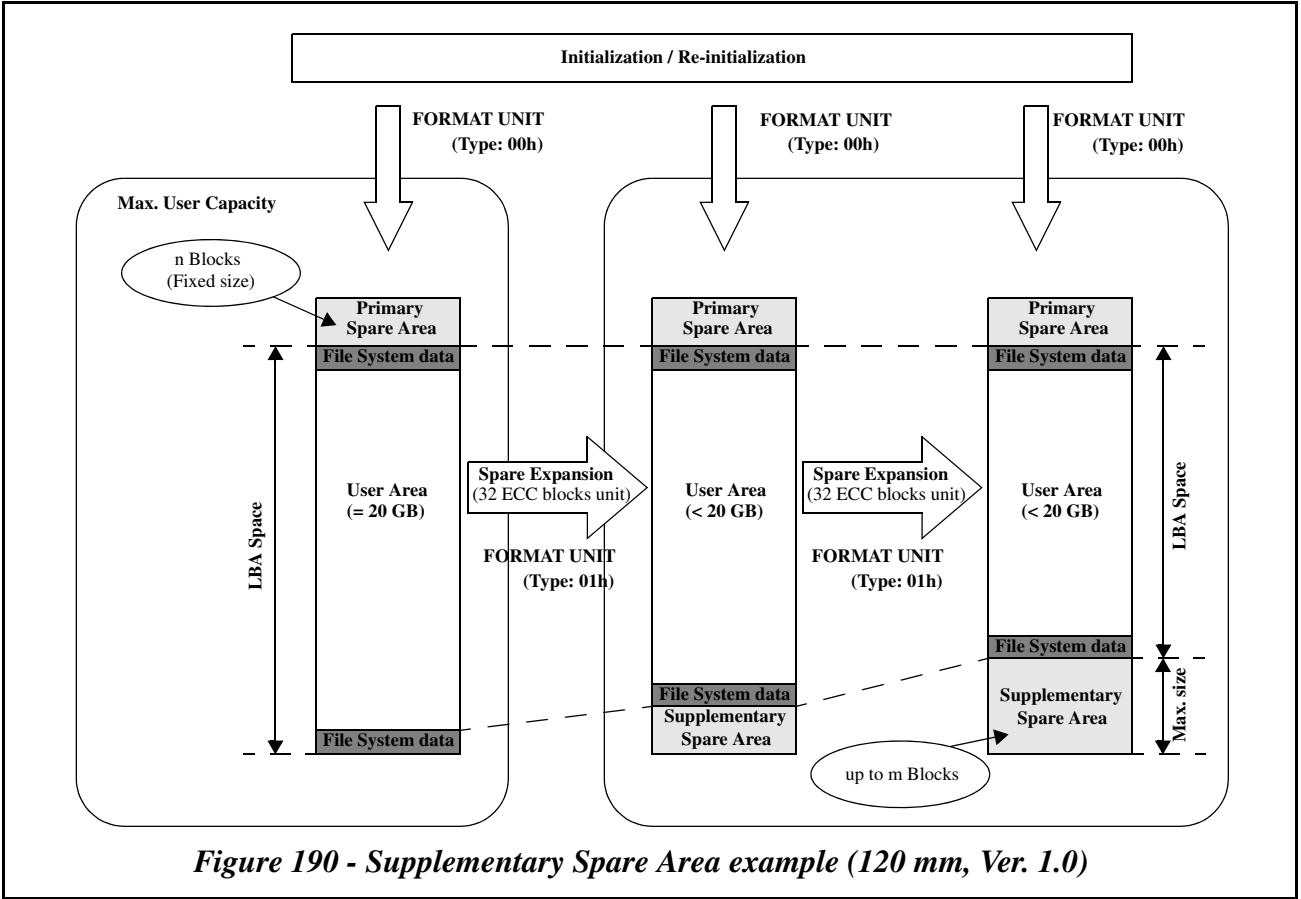 Initialization / Re-initialization
FORMAT UNIT
(Type: 00h)
FORMAT UNIT
(Type: 00h)
FORMAT UNIT
(Type: 00h)
Max. User Capacity
n Blocks
(Fixed size)
Primary
Spare Area
File System data
LBA Space
User Area
(= 20 GB)
File System data
Spare Expansion
(32 ECC blocks unit)
FORMAT UNIT
(Type: 01h)
Primary
Spare Area
File System data
User Area
(< 20 GB)
File System data
Supplementary
Spare Area
Spare Expansion
(32 ECC blocks unit)
FORMAT UNIT
(Type: 01h)
Primary
Spare Area
File System data
User Area
(< 20 GB)
File System data
Supplementary
Spare Area
LBA Space
Max. size
up to m Blocks
Figure 190 - Supplementary Spare Area example (120 mm, Ver. 1.0)